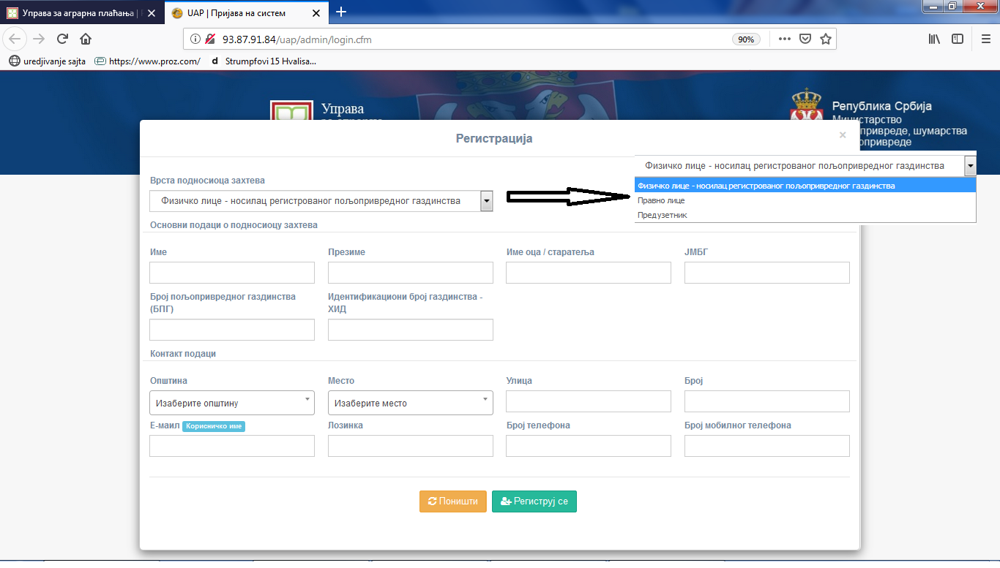 Управа за аграрна плаћања |
UAP | Пријава на систем
93.87.91.84/uap/admin/login.cfm
90%
uredjivanje sajta
https://www.proz.com/
d Strumpfovi 15 Hvalisa...
Управа
Република Србија
Министарство
привреде, шумарства
опривреде
Регистрација
×
Врста подносиоца захтева
Физичко лице - носилац регистрованог пољопривредног газдинства
Физичко лице - носилац регистрованог пољопривредног газдинства
Физичко лице - носилац регистрованог пољопривредног газдинства
Правно лице
Предузетник
Основни подаци о подносиоцу захтева
Име
Презиме
Име оца / старатеља
ЈМБГ
Број пољопривредног газдинства
(БПГ)
Идентификациони број газдинства -
ХИД
Контакт подаци
Општина
Место
Улица
Број
Изаберите општину
Изаберите место
Е-маил Корисничко име
Лозинка
Број телефона
Број мобилног телефона
Поништи
Региструј се